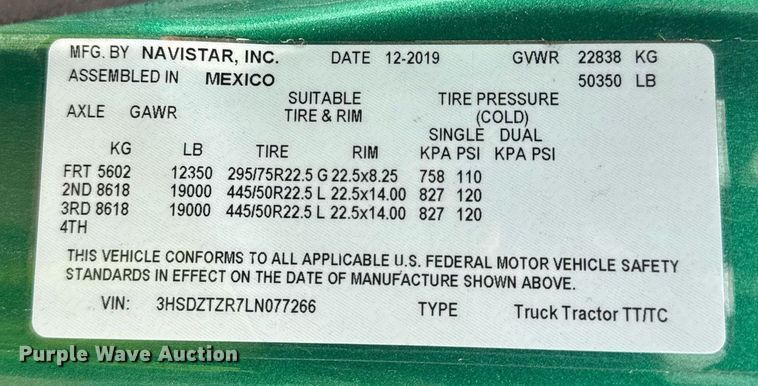 MFG. BY NAVISTAR, INC. DATE 12-2019 GVWR 22838 KG
ASSEMBLED IN MEXICO 50350 LB
SUITABLE TIRE PRESSURE
AXLE GAWR TIRE & RIM (COLD)
SINGLE DUAL
KG LB TIRE RIM KPA PSI KPA PSI
FRT 5602 12350 295/75R22.5 G 22.5x8.25 758 110
2ND 8618 19000 445/50R22.5 L 22.5x14.00 827 120
3RD 8618 19000 445/50R22.5 L 22.5x14.00 827 120
4TH
THIS VEHICLE CONFORMS TO ALL APPLICABLE U.S. FEDERAL MOTOR VEHICLE SAFETY
STANDARDS IN EFFECT ON THE DATE OF MANUFACTURE SHOWN ABOVE.
VIN: 3HSDZTZR7LN077266 TYPE Truck Tractor TT/TC
Purple Wave Auction